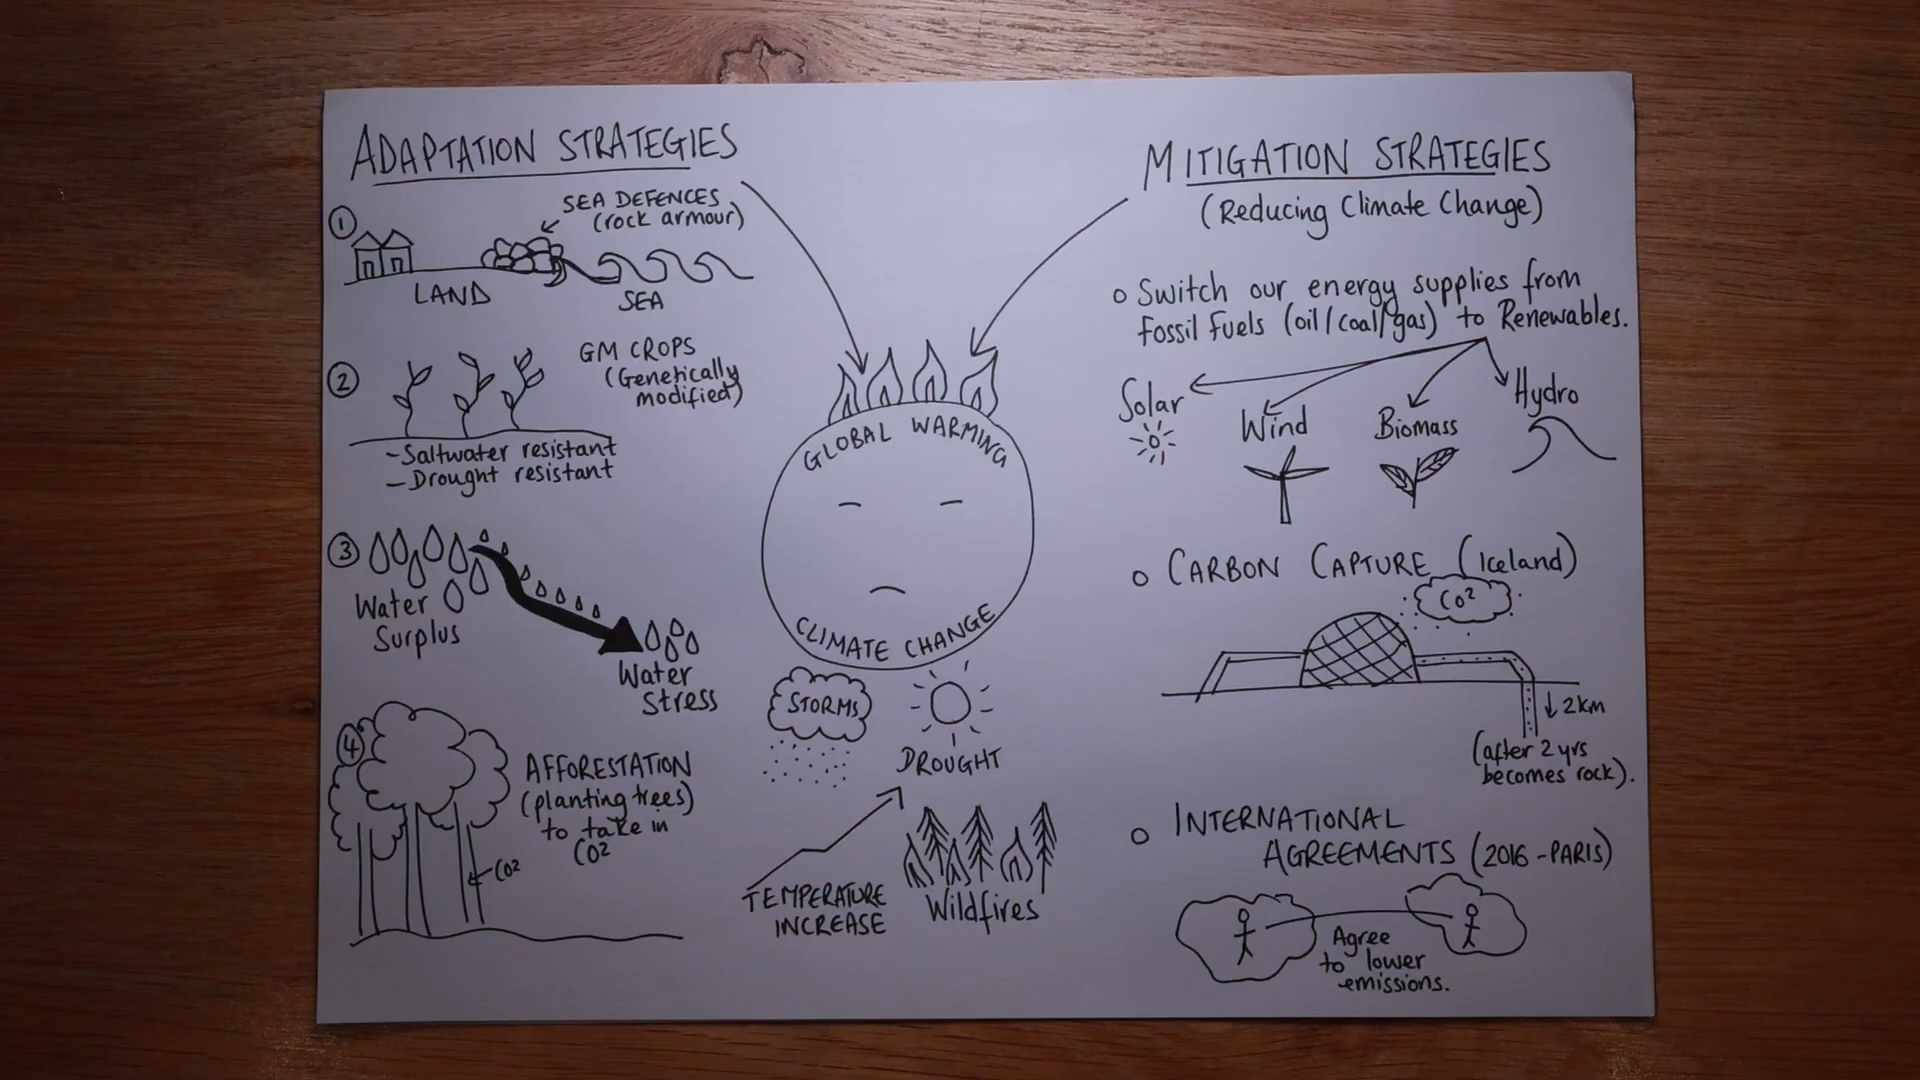 ADAPTATION STRATEGIES
1
SEA DEFENCES
(rock armour)
LAND
SEA
2
GM CROPS
(Genetically
modified)
-Saltwater resistant
-Drought resistant
3
Water
Surplus
Water
Stress
4
AFFORESTATION
(planting trees)
to take in
CO2
CO2
GLOBAL WARMING
CLIMATE CHANGE
STORMS
DROUGHT
TEMPERATURE
INCREASE
Wildfires
MITIGATION STRATEGIES
(Reducing Climate Change)
o Switch our energy supplies from
Fossil Fuels (oil/coal/gas) to Renewables.
Solar
Wind
Biomass
Hydro
o CARBON CAPTURE (Iceland)
CO2
↓ 2km
(after 2 yrs
becomes rock).
o INTERNATIONAL
AGREEMENTS (2016-PARIS)
Agree
to lower
emissions.